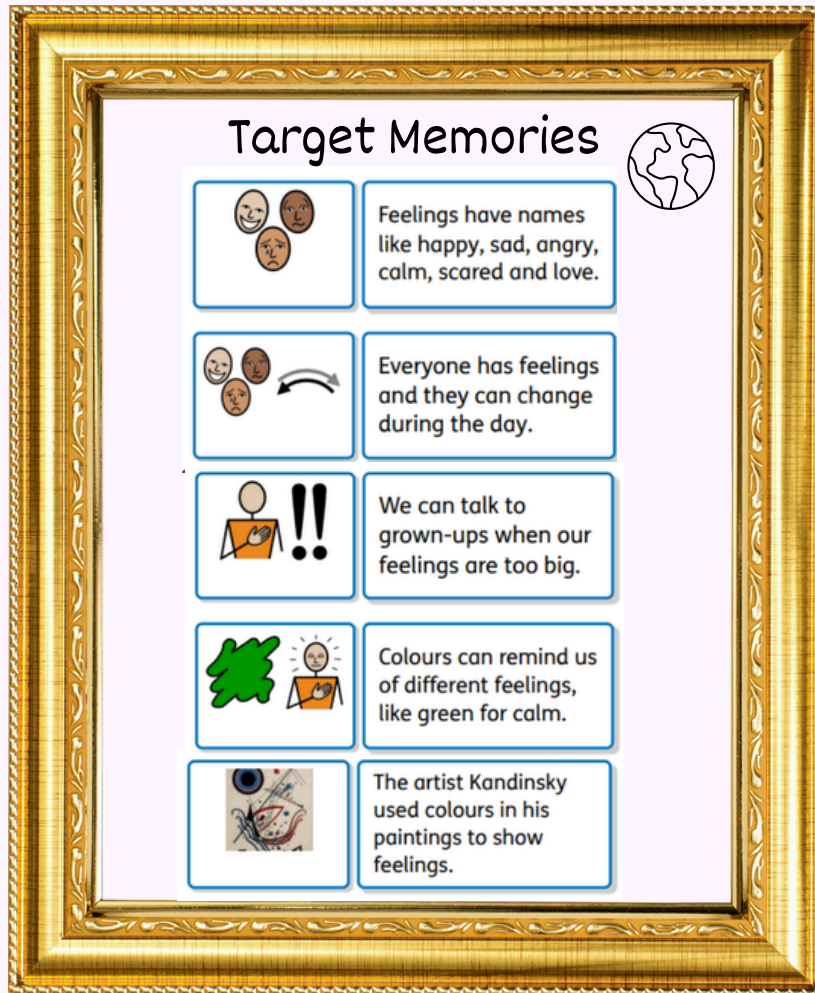 Target Memories
Feelings have names
like happy, sad, angry,
calm, scared and love.
Everyone has feelings
and they can change
during the day.
We can talk to
grown-ups when our
feelings are too big.
Colours can remind us
of different feelings,
like green for calm.
The artist Kandinsky
used colours in his
paintings to show
feelings.